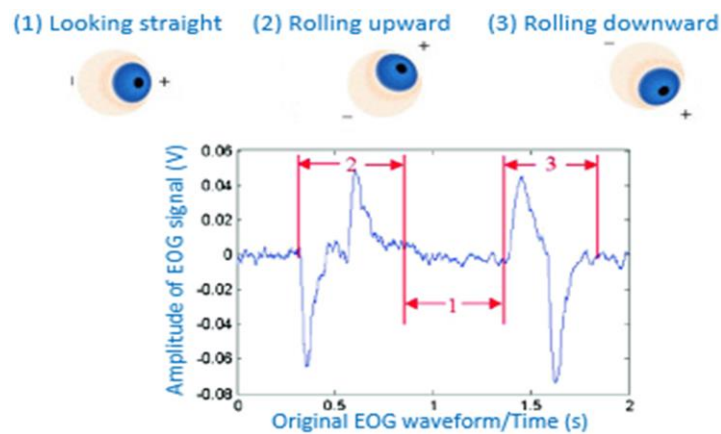 (1) Looking straight (2) Rolling upward (3) Rolling downward
- + + - - +
Amplitude of EOG signal (V)
0.06
0.04
0.02
0
-0.02
-0.04
-0.06
-0.08
2
3
1
0 0.5 1 1.5 2
Original EOG waveform/Time (s)